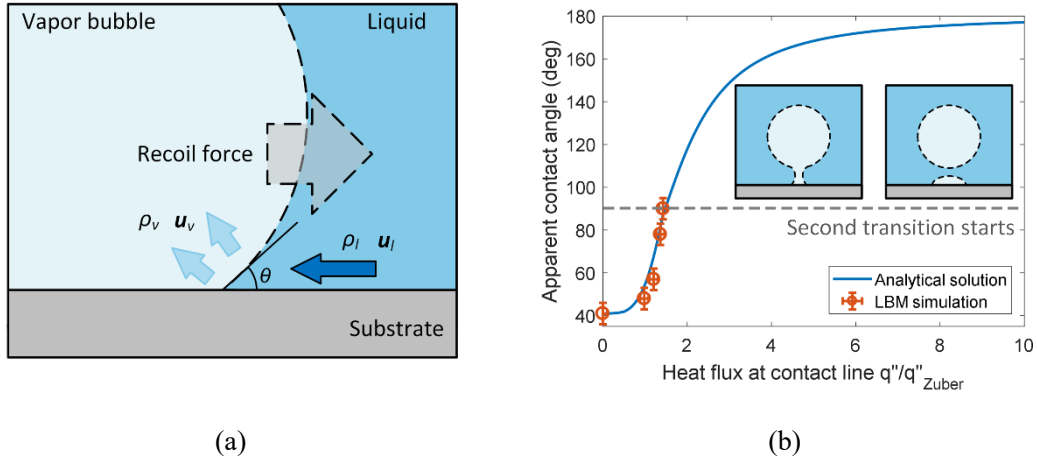 Vapor bubble
Liquid
Recoil force
ρᵥ uᵥ
ρₗ uₗ
θ
Substrate
(a)
Apparent contact angle (deg)
180
160
140
120
100
80
60
40
Second transition starts
Analytical solution
LBM simulation
0 2 4 6 8 10
Heat flux at contact line q"/q"Zuber
(b)